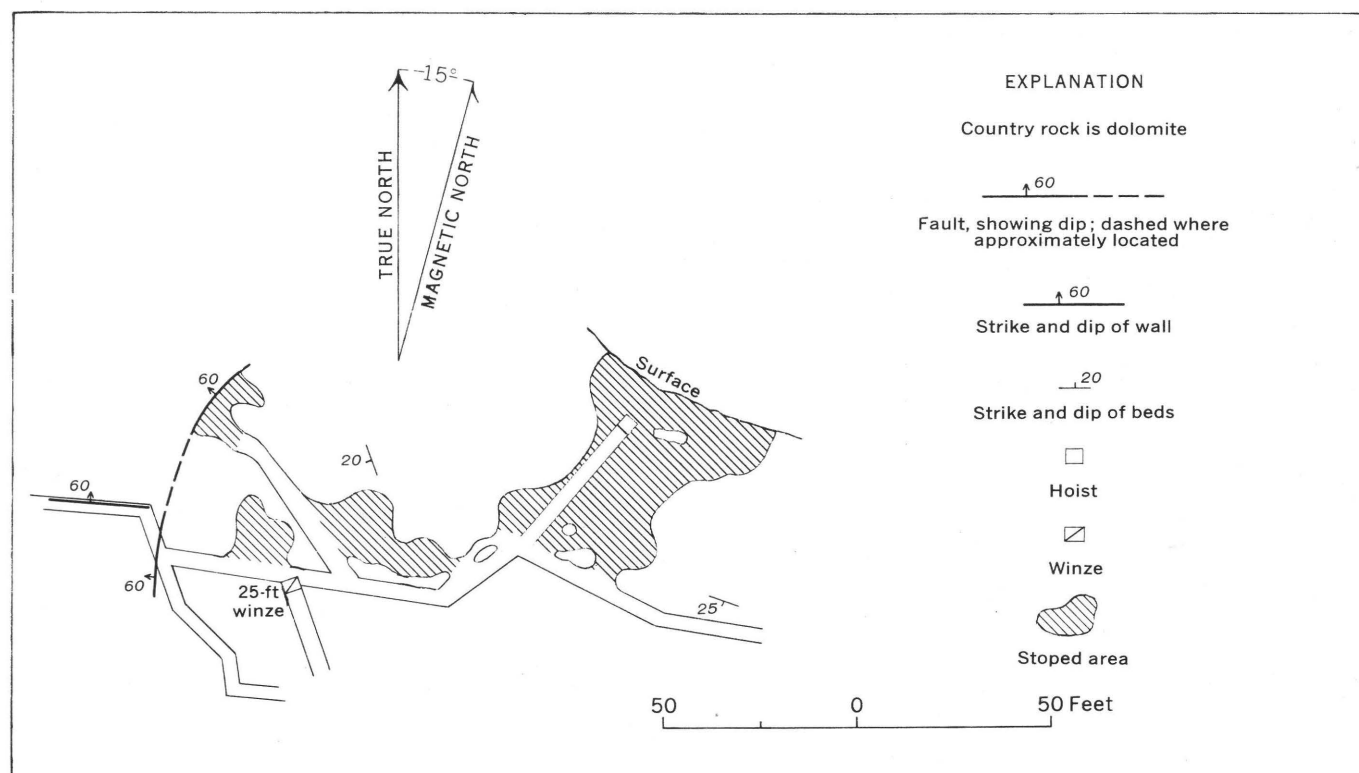 15°
TRUE NORTH
MAGNETIC NORTH
Surface
60
20
60
60
25-ft
winze
25
EXPLANATION
Country rock is dolomite
60
Fault, showing dip; dashed where
approximately located
60
Strike and dip of wall
20
Strike and dip of beds
Hoist
Winze
Stoped area
50 0 50 Feet